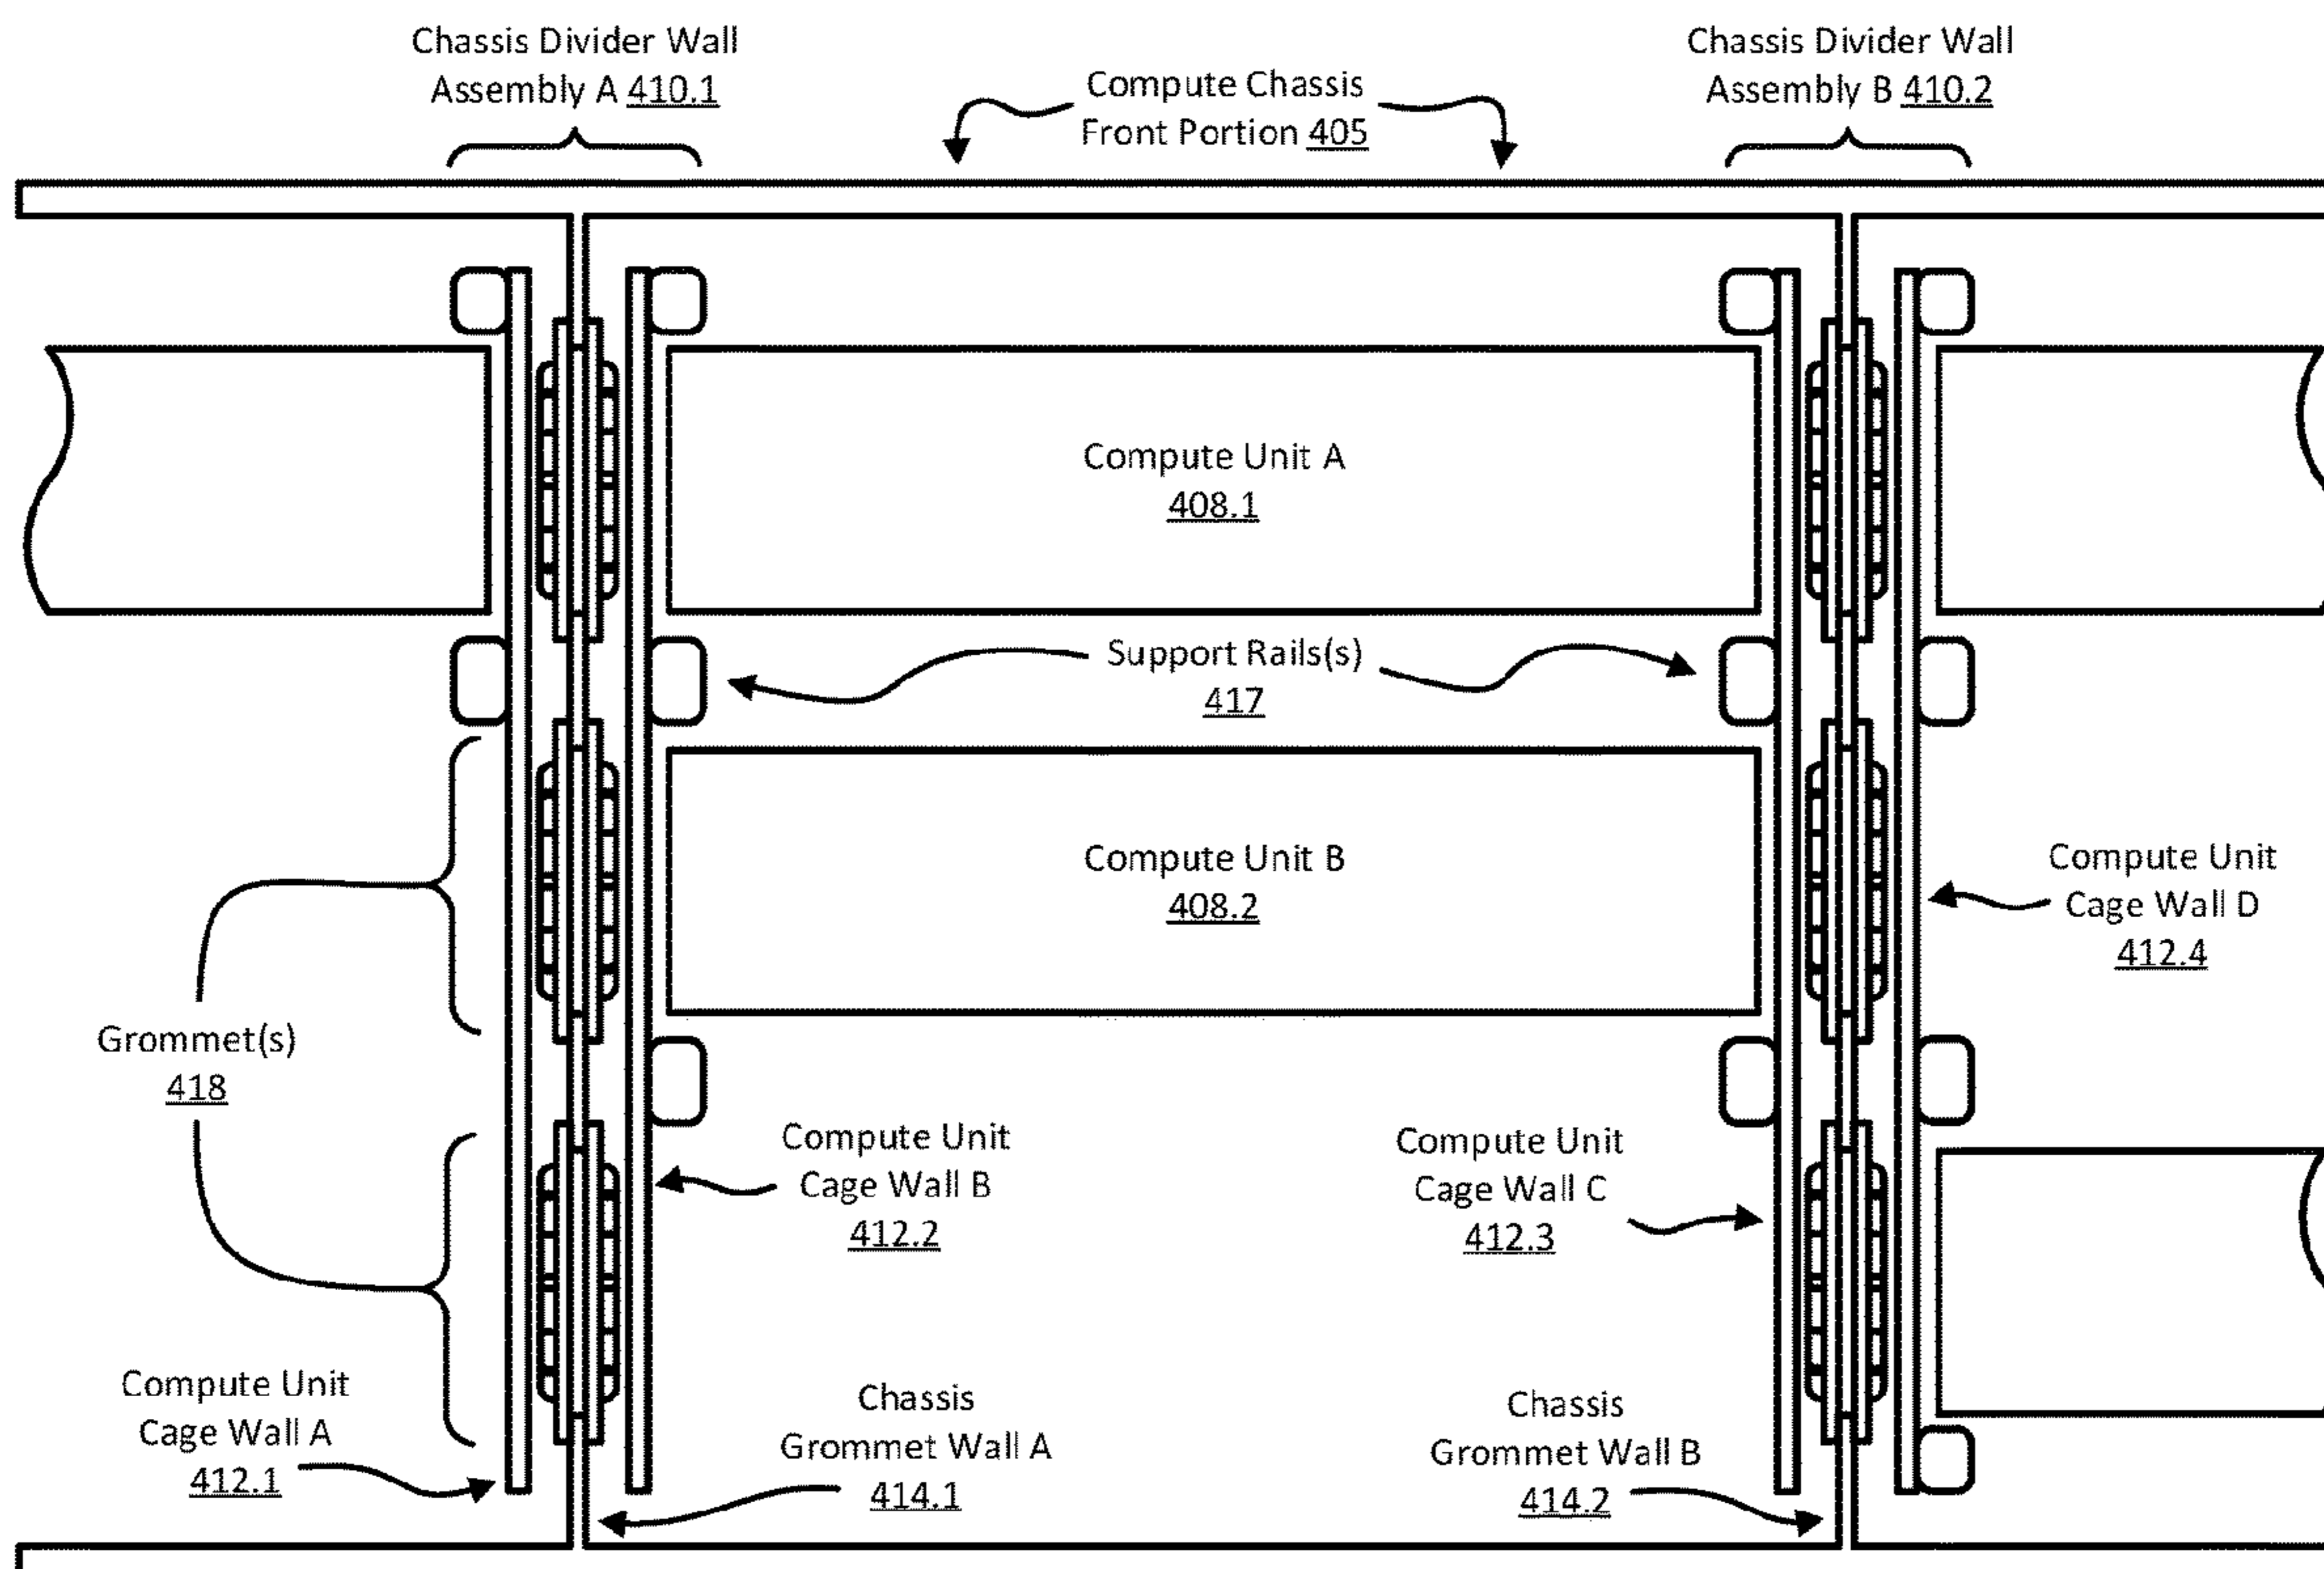 Chassis Divider Wall
Assembly A 410.1
Compute Chassis
Front Portion 405
Chassis Divider Wall
Assembly B 410.2
Compute Unit A
408.1
Support Rails(s)
417
Compute Unit B
408.2
Compute Unit
Cage Wall D
412.4
Grommet(s)
418
Compute Unit
Cage Wall B
412.2
Compute Unit
Cage Wall C
412.3
Compute Unit
Cage Wall A
412.1
Chassis
Grommet Wall A
414.1
Chassis
Grommet Wall B
414.2